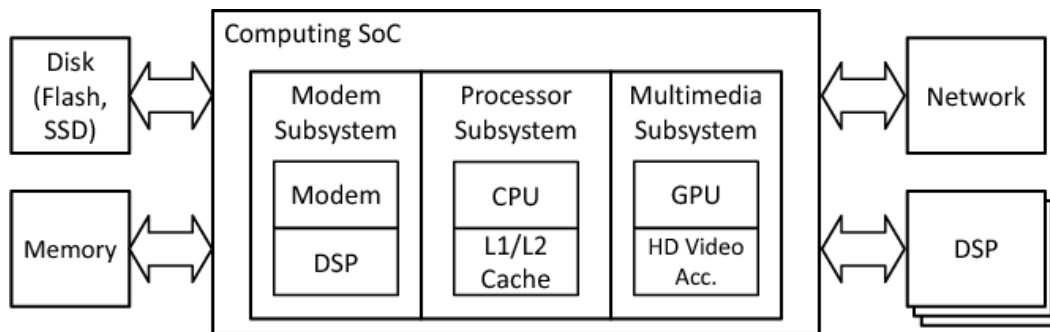 Computing SoC
Disk
(Flash,
SSD)
Memory
Modem
Subsystem
Modem
DSP
Processor
Subsystem
CPU
L1/L2
Cache
Multimedia
Subsystem
GPU
HD Video
Acc.
Network
DSP